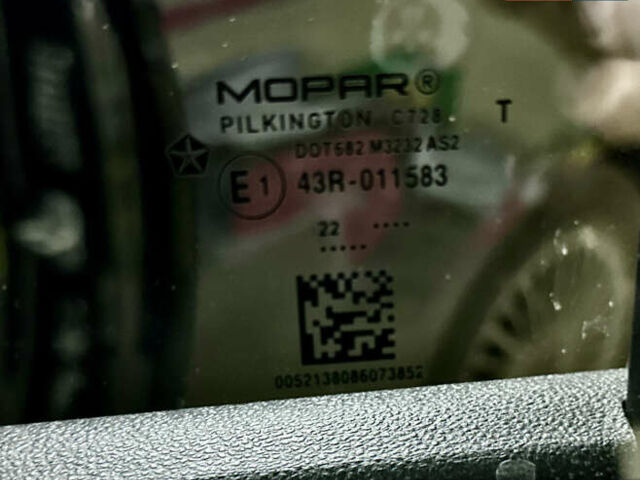 MOPAR®
PILKINGTON C728 T
DOT682 M3232 AS2
E1 43R-011583
22 ····
·····
0052138086073852